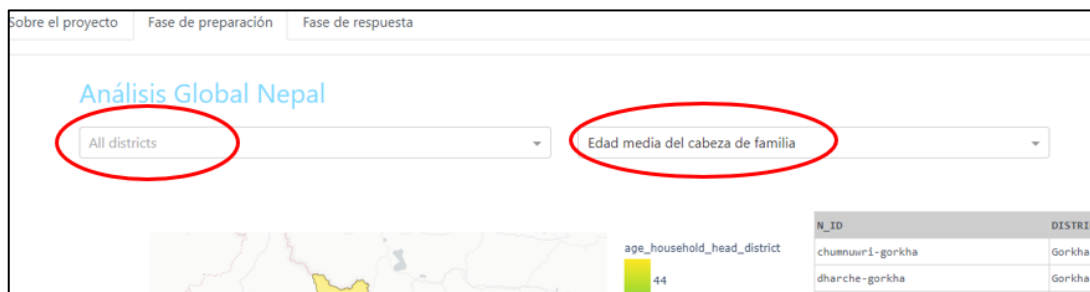 Sobre el proyecto Fase de preparación Fase de respuesta
Análisis Global Nepal
All districts Edad media del cabeza de familia
N_ID DISTRI
age_household_head_district
chumnuwri-gorkha Gorkha
44
dharche-gorkha Gorkha